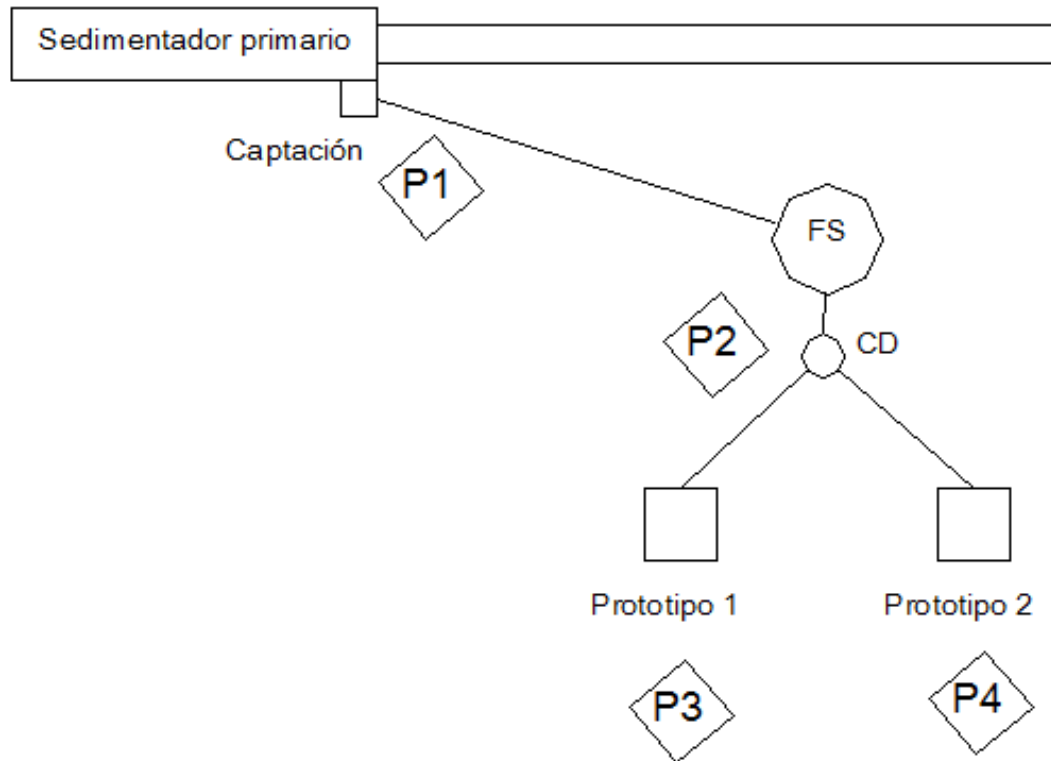 Sedimentador primario
Captación
P1
FS
P2
CD
Prototipo 1
Prototipo 2
P3
P4